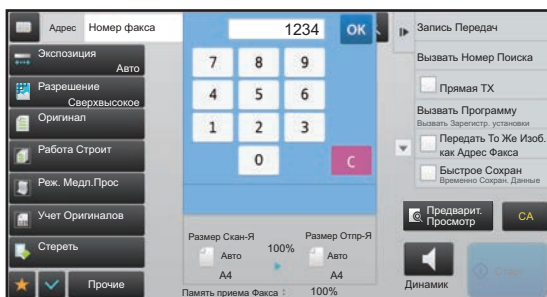 Адрес
Номер факса
1234
OK
Экспозиция
Авто
Разрешение
Сверхвысокое
Оригинал
Работа Строит
Реж. Медл.Прос
Учет Оригиналов
Стереть
Прочие
7 8 9
4 5 6
1 2 3
0 C
Размер Скан-Я
Размер Отпр-Я
100%
Авто
Авто
A4
A4
Память приема Факса : 100%
Запись Передач
Вызвать Номер Поиска
Прямая TX
Вызвать Программу
Вызвать Зарегистр. установки
Передать То Же Изоб.
как Адрес Факса
Быстрое Сохран
Временно Сохран. Данные
Предварит.
Просмотр
CA
Динамик
Старт